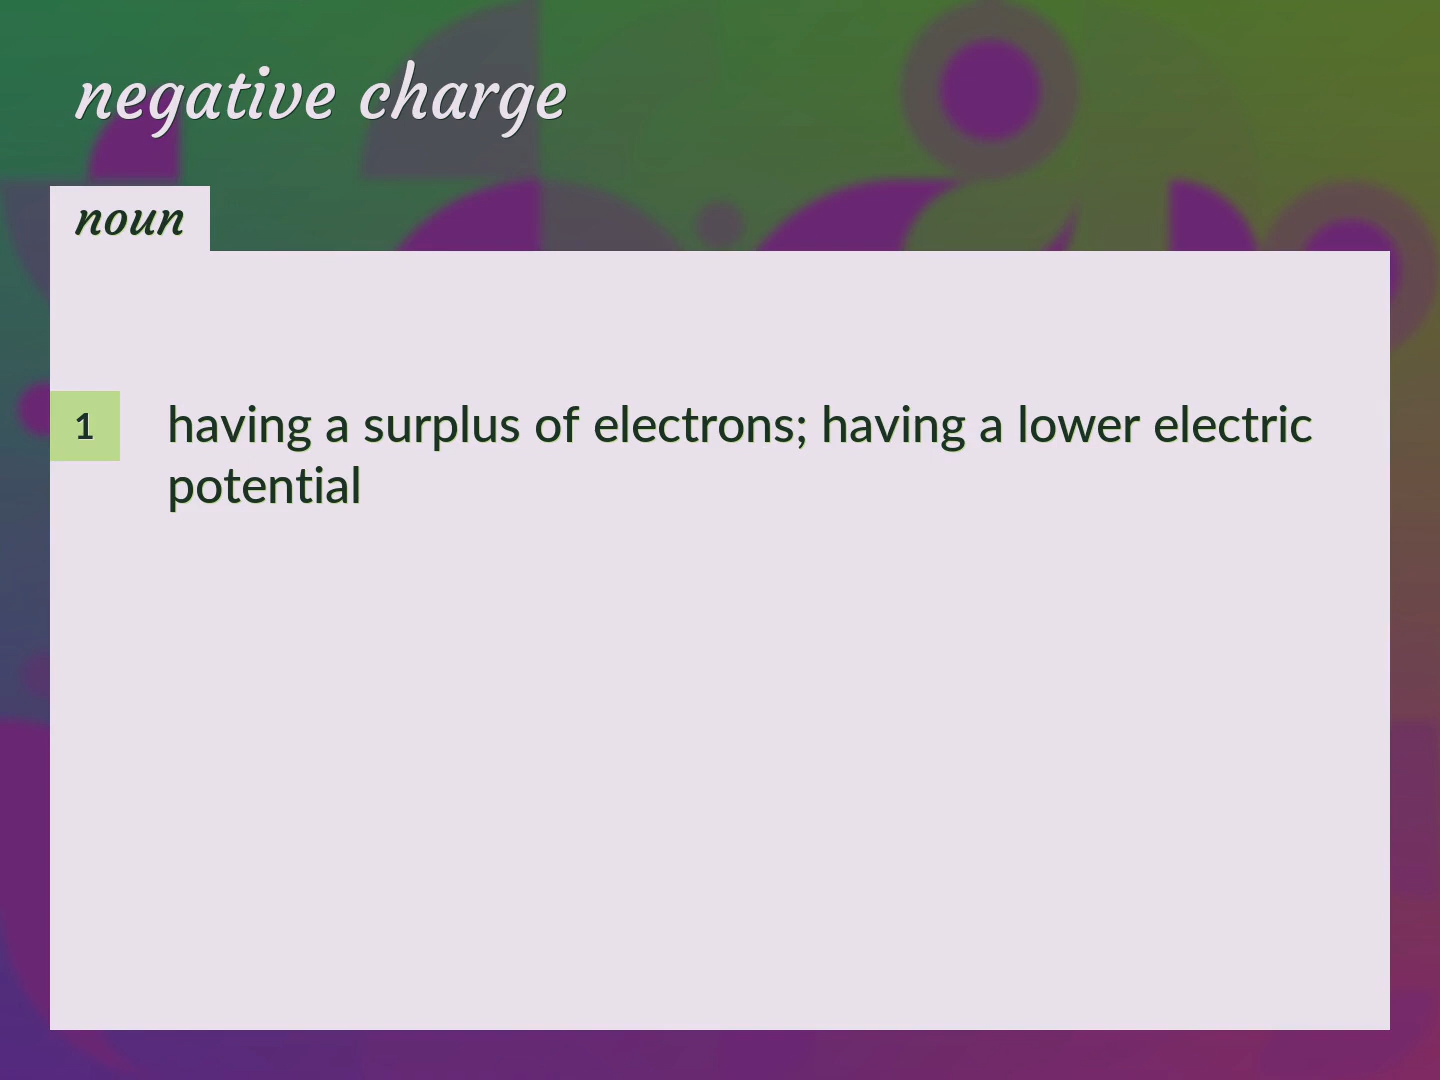 negative charge
noun
1 having a surplus of electrons; having a lower electric
potential